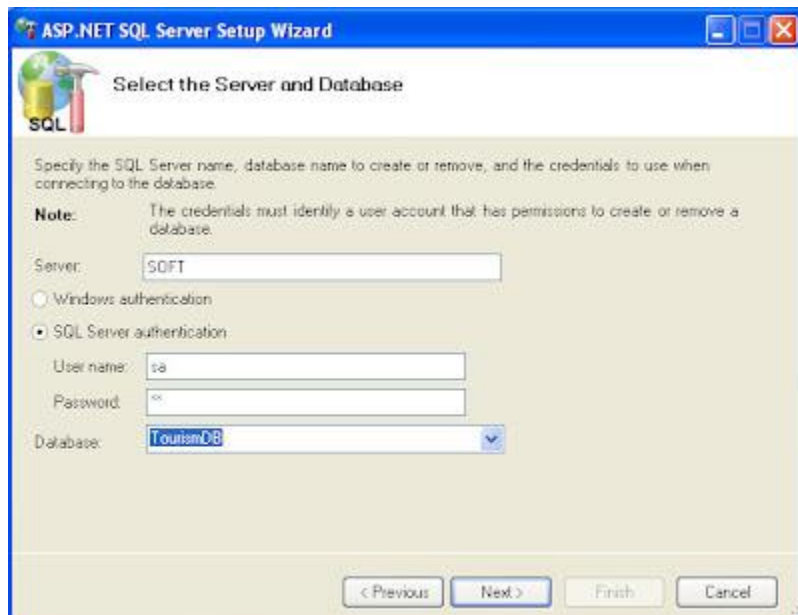 ASP.NET SQL Server Setup Wizard
Select the Server and Database
SQL
Specify the SQL Server name, database name to create or remove, and the credentials to use when
connecting to the database.
Note: The credentials must identify a user account that has permissions to create or remove a
database.
Server: SOFT
Windows authentication
SQL Server authentication
User name: sa
Password: **
Database: TourismDB
< Previous Next > Finish Cancel